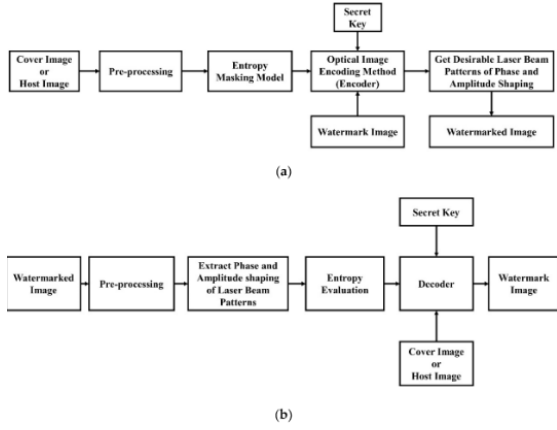 Secret
Key
Cover Image
or
Host Image
Pre-processing
Entropy
Masking Model
Optical Image
Encoding Method
(Encoder)
Get Desirable Laser Beam
Patterns of Phase and
Amplitude Shaping
Watermark Image
Watermarked Image
(a)
Secret Key
Watermarked
Image
Pre-processing
Extract Phase and
Amplitude shaping
of Laser Beam
Patterns
Entropy
Evaluation
Decoder
Watermark
Image
Cover Image
or
Host Image
(b)